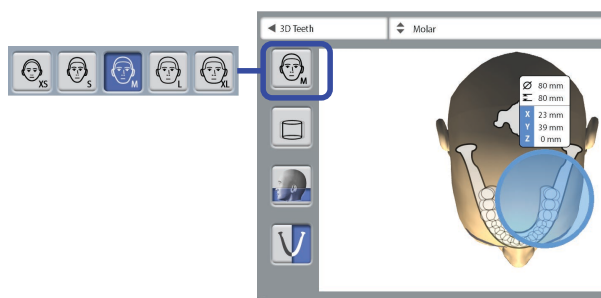 ◀ 3D Teeth
Molar
XS
S
M
L
XL
M
Ø 80 mm
80 mm
X 23 mm
Y 39 mm
Z 0 mm